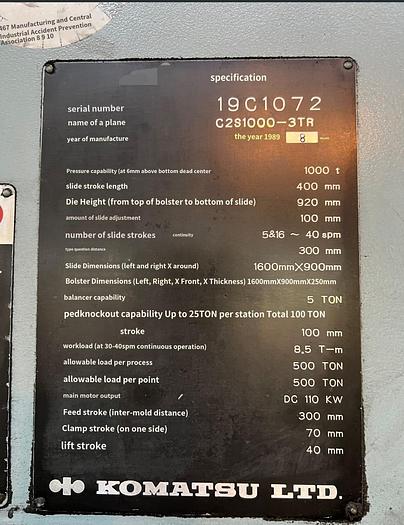 467 Manufacturing and Central
Industrial Accident Prevention
Association 8 9 10
specification
serial number 19C1072
name of a plane C2S1000-3TR
year of manufacture the year 1989 8
Pressure capability (at 6mm above bottom dead center 1000 t
slide stroke length 400 mm
Die Height (from top of bolster to bottom of slide) 920 mm
amount of slide adjustment 100 mm
number of slide strokes continuity 5&16 ~ 40 spm
type question distance 300 mm
Slide Dimensions (left and right X around) 1600mmX900mm
Bolster Dimensions (Left, Right, X Front, X Thickness) 1600mmX900mmX250mm
balancer capability 5 TON
pedknockout capability Up to 25TON per station Total 100 TON
stroke 100 mm
workload (at 30-40spm continuous operation) 8.5 T-m
allowable load per process 500 TON
allowable load per point 500 TON
main motor output DC 110 KW
Feed stroke (inter-mold distance) 300 mm
Clamp stroke (on one side) 70 mm
lift stroke 40 mm
KOMATSU LTD.